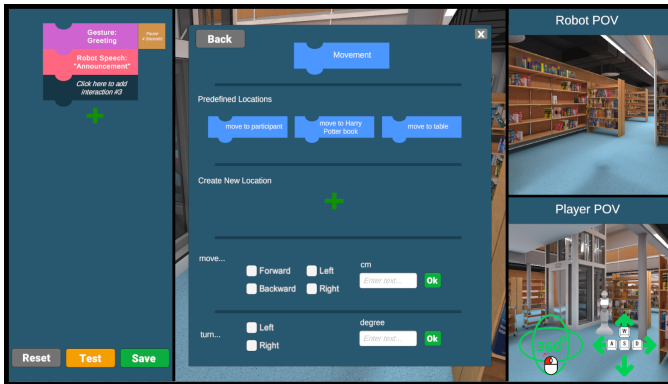 Gesture:
Greeting
Robot Speech:
"Announcement"
Click here to add
interaction #3
Reset
Test
Save
Back
X
Movement
Predefined Locations
move to participant
move to Harry
Potter book
move to table
Create New Location
move...
Forward
Left
Backward
Right
cm
Enter text...
Ok
turn...
Left
Right
degree
Enter text...
Ok
Robot POV
Player POV
360°
W
A S D